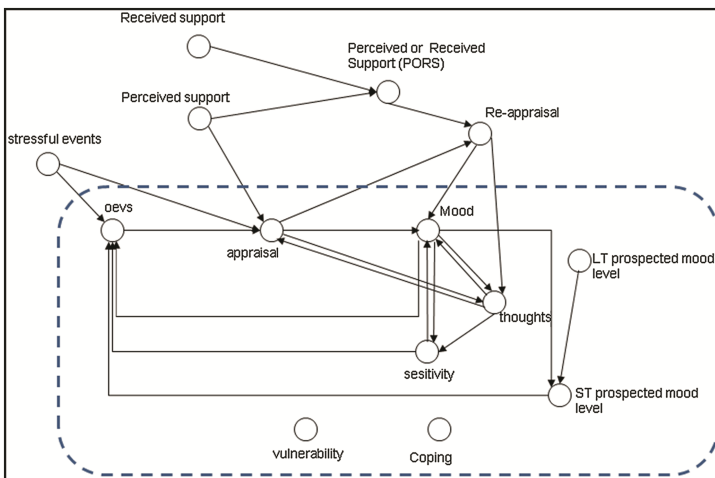 Received support
Perceived or Received
Support (PORS)
Perceived support
Re-appraisal
stressful events
oevs
Mood
appraisal
LT prospected mood
level
thoughts
sesitivity
ST prospected mood
level
vulnerability
Coping